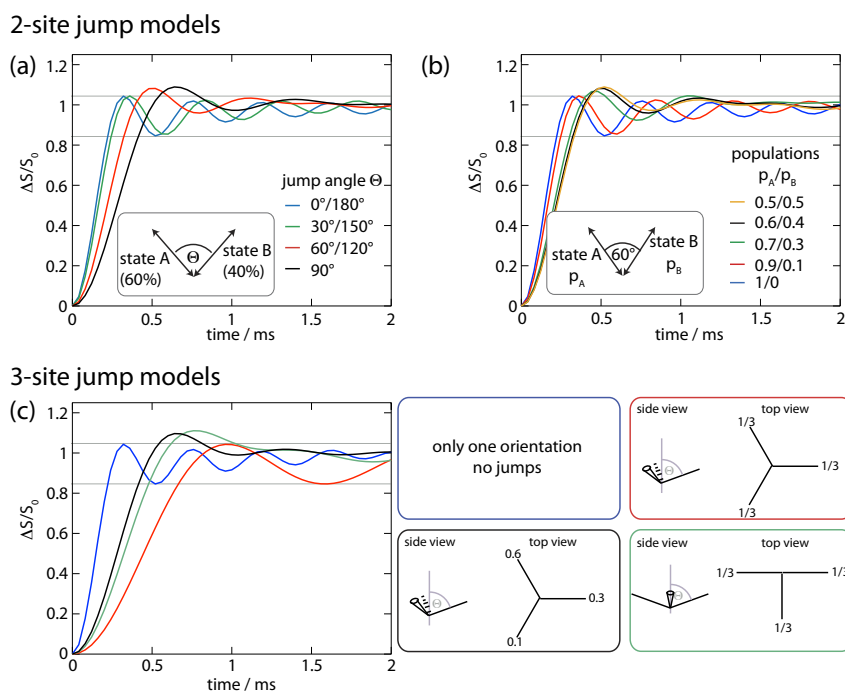 2-site jump models
(a)
ΔS/S0
1.2
1
0.8
0.6
0.4
0.2
0
0
0.5
1
1.5
2
time / ms
jump angle Θ
0°/180°
30°/150°
60°/120°
90°
state A
(60%)
Θ
state B
(40%)
(b)
1.2
1
0.8
0.6
0.4
0.2
0
0
0.5
1
1.5
2
time / ms
populations
pA/pB
0.5/0.5
0.6/0.4
0.7/0.3
0.9/0.1
1/0
state A
pA
60°
state B
pB
3-site jump models
(c)
ΔS/S0
1.2
1
0.8
0.6
0.4
0.2
0
0
0.5
1
1.5
2
time / ms
only one orientation
no jumps
side view top view
Θ
1/3
1/3
1/3
side view top view
Θ
0.6
0.3
0.1
side view top view
Θ
1/3 1/3
1/3